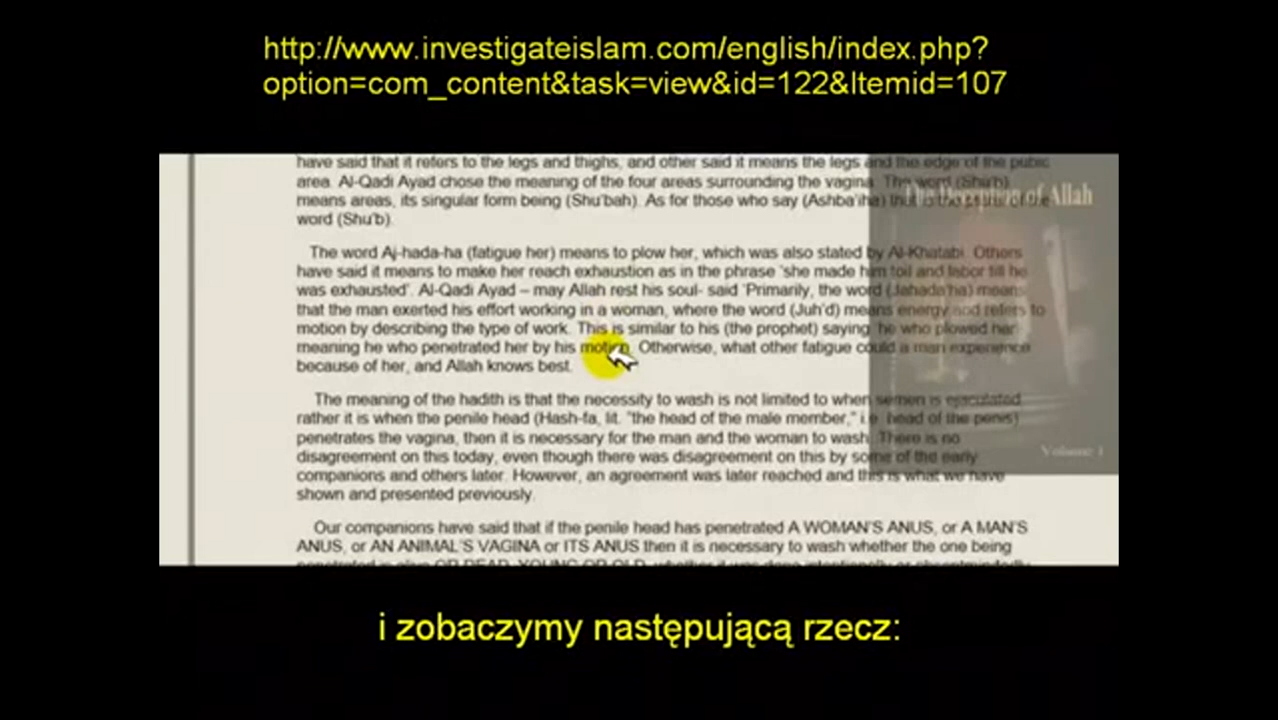 http://www.investigateislam.com/english/index.php?
option=com_content&task=view&id=122&Itemid=107
have said that it refers to the legs and thighs, and other said it means the legs and the edge of the pubic
area. Al-Qadi Ayad chose the meaning of the four areas surrounding the vagina. The word (Shu'b)
means areas, its singular form being (Shu'bah). As for those who say (Ashba'iha) that is the plural of the
word (Shu'b).
The word Aj-hada-ha (fatigue her) means to plow her, which was also stated by Al-Khatabi. Others
have said it means to make her reach exhaustion as in the phrase 'she made him toil and labor till he
was exhausted'. Al-Qadi Ayad – may Allah rest his soul- said 'Primarily, the word (Jahada'ha) means
that the man exerted his effort working in a woman, where the word (Juh'd) means energy and refers to
motion by describing the type of work. This is similar to his (the prophet) saying, he who plowed her
meaning he who penetrated her by his motion. Otherwise, what other fatigue could a man experience
because of her, and Allah knows best.
The meaning of the hadith is that the necessity to wash is not limited to when semen is ejaculated
rather it is when the penile head (Hash-fa, lit. "the head of the male member," i.e. head of the penis)
penetrates the vagina, then it is necessary for the man and the woman to wash. There is no
disagreement on this today, even though there was disagreement on this by some of the early
companions and others later. However, an agreement was later reached and this is what we have
shown and presented previously.
Our companions have said that if the penile head has penetrated A WOMAN'S ANUS, or A MAN'S
ANUS, or AN ANIMAL'S VAGINA or ITS ANUS then it is necessary to wash whether the one being
The Deception of Allah
Volume 1
i zobaczymy następującą rzecz: